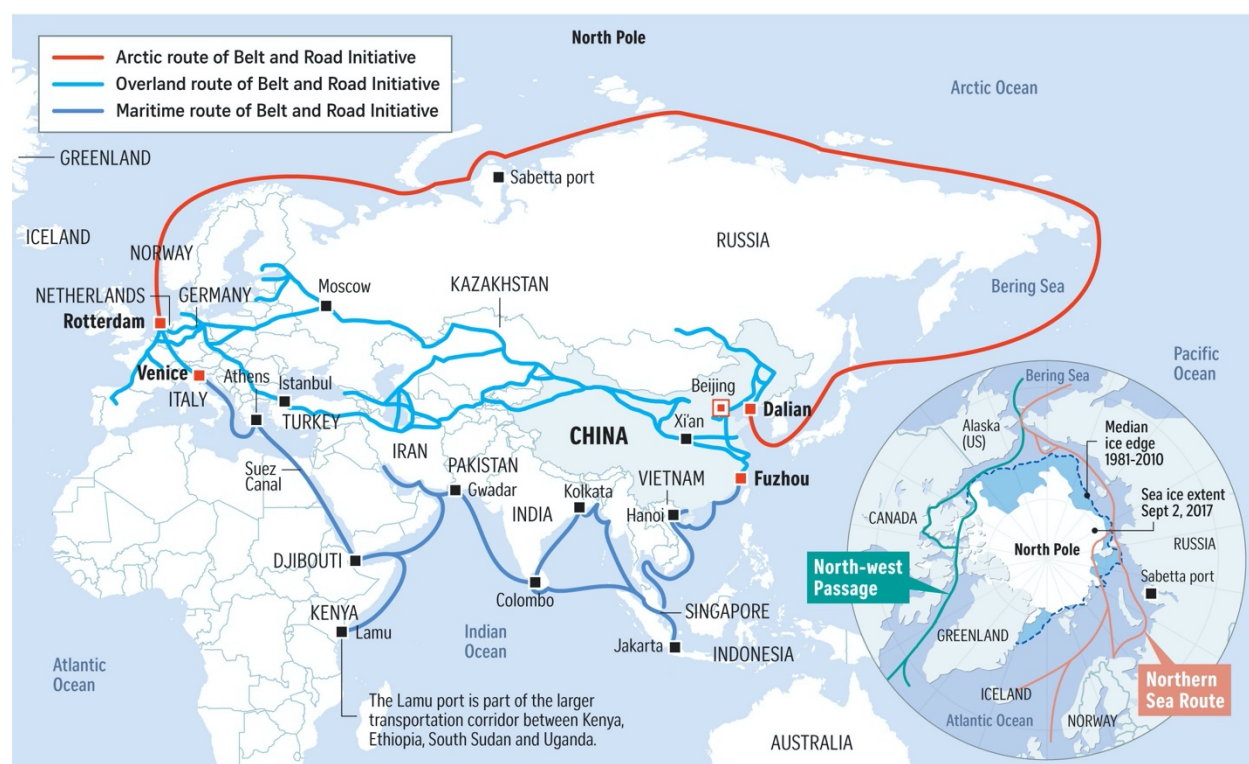 North Pole
Arctic route of Belt and Road Initiative
Overland route of Belt and Road Initiative
Maritime route of Belt and Road Initiative
Arctic Ocean
GREENLAND
Sabetta port
ICELAND
NORWAY
RUSSIA
Bering Sea
NETHERLANDS
GERMANY
Moscow
KAZAKHSTAN
Rotterdam
Pacific
Ocean
Venice
Athens
Istanbul
ITALY
TURKEY
Beijing
Dalian
Xi'an
CHINA
IRAN
Suez
Canal
PAKISTAN
Gwadar
Kolkata
INDIA
VIETNAM
Hanoi
Fuzhou
DJIBOUTI
Colombo
KENYA
Lamu
Indian
Ocean
SINGAPORE
Jakarta
INDONESIA
Atlantic
Ocean
The Lamu port is part of the larger
transportation corridor between Kenya,
Ethiopia, South Sudan and Uganda.
AUSTRALIA
Bering Sea
Alaska
(US)
Median
ice edge
1981-2010
Sea ice extent
Sept 2, 2017
CANADA
North Pole
RUSSIA
North-west
Passage
Sabetta port
GREENLAND
Northern
Sea Route
ICELAND
Atlantic Ocean
NORWAY